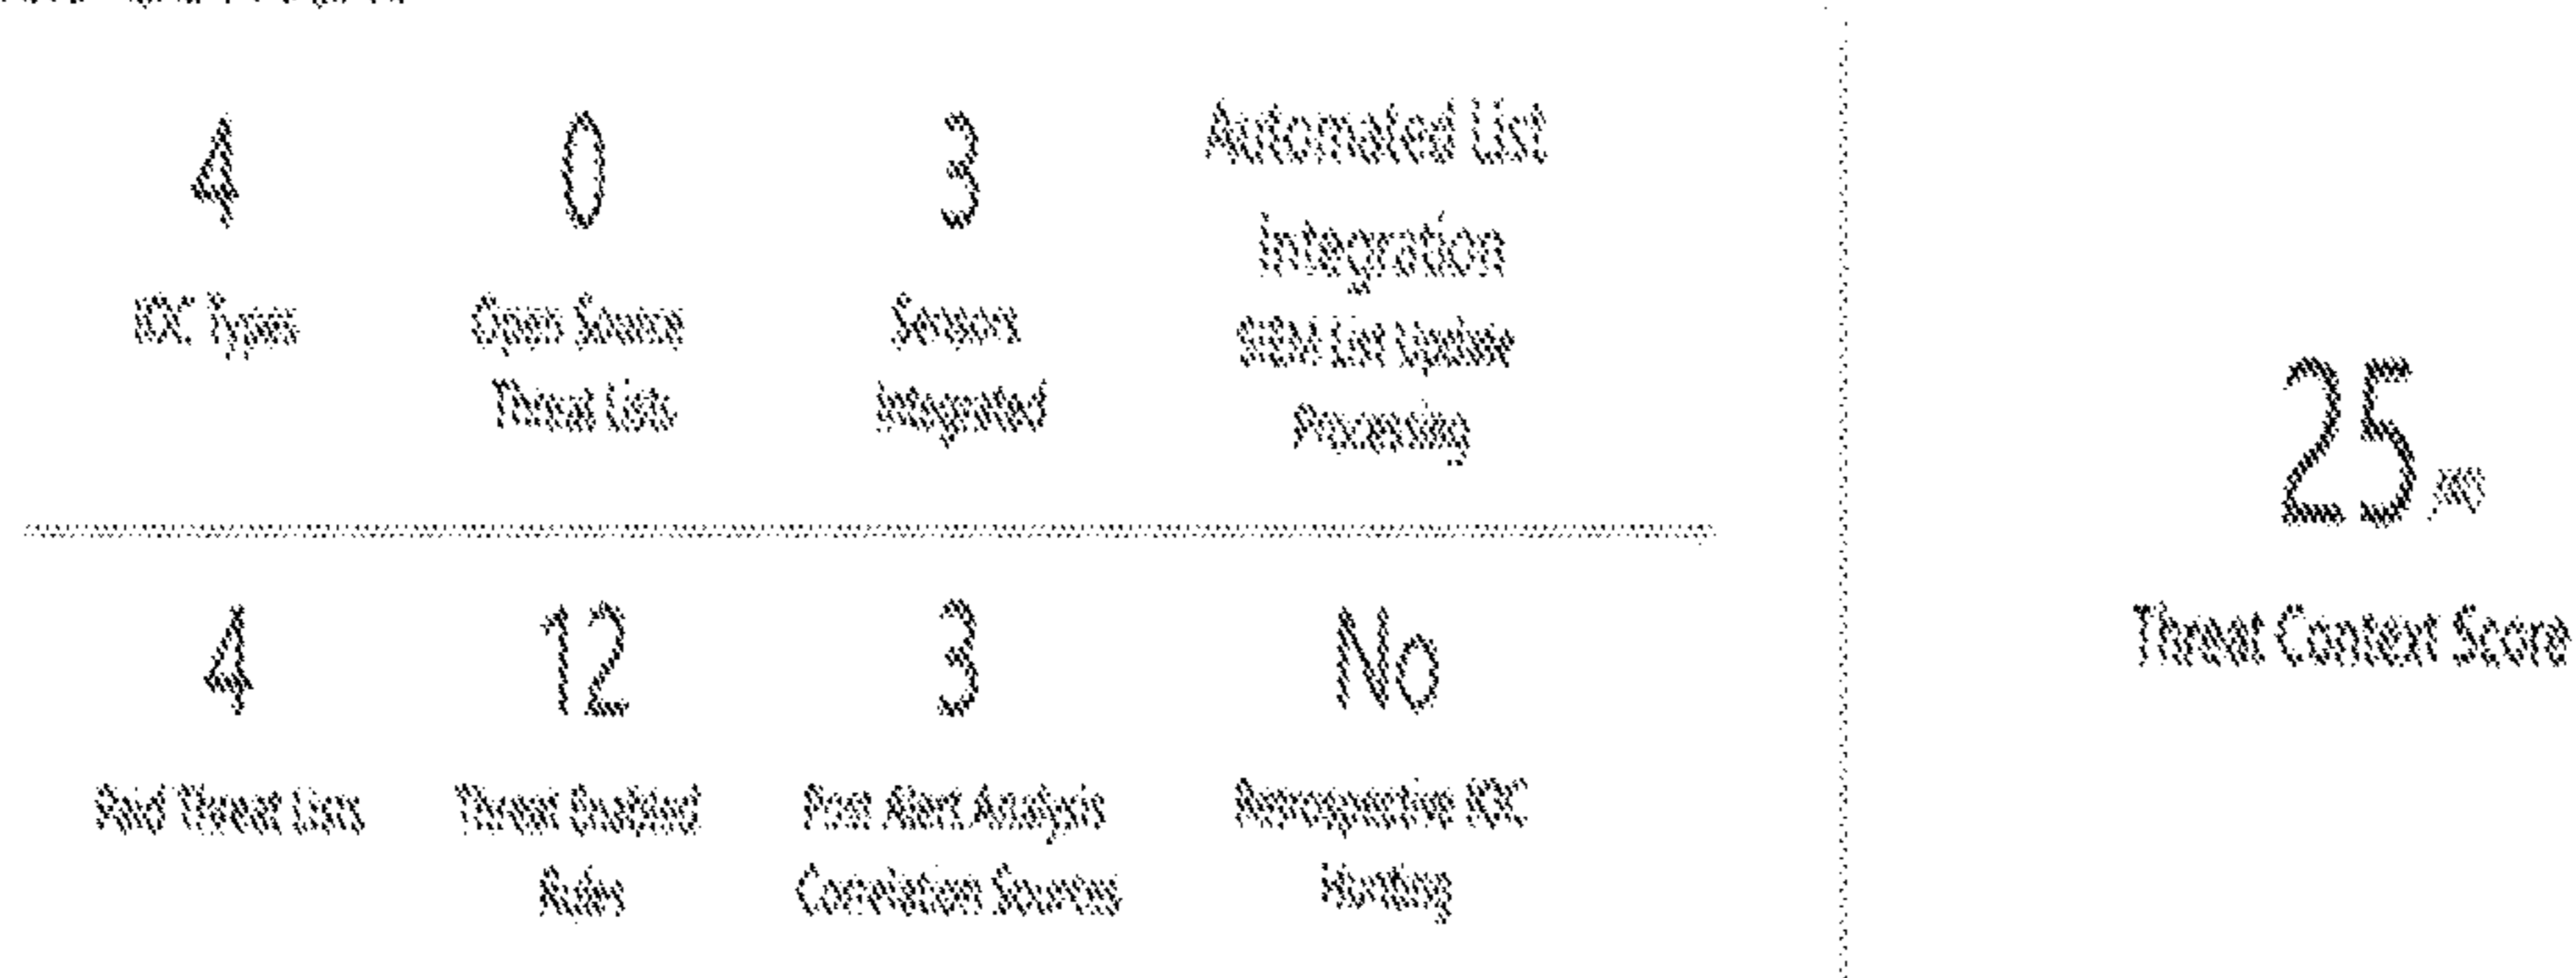 4
0
3
Automated List
Integration
IOC Types
Open Source
Threat Lists
Sensors
Integrated
SIEM List Update
Processing
25
Threat Context Score
4
12
3
No
Paid Threat Lists
Threat Enabled
Rules
Post Alert Analysis
Correlation Sources
Retrospective IOC
Hunting